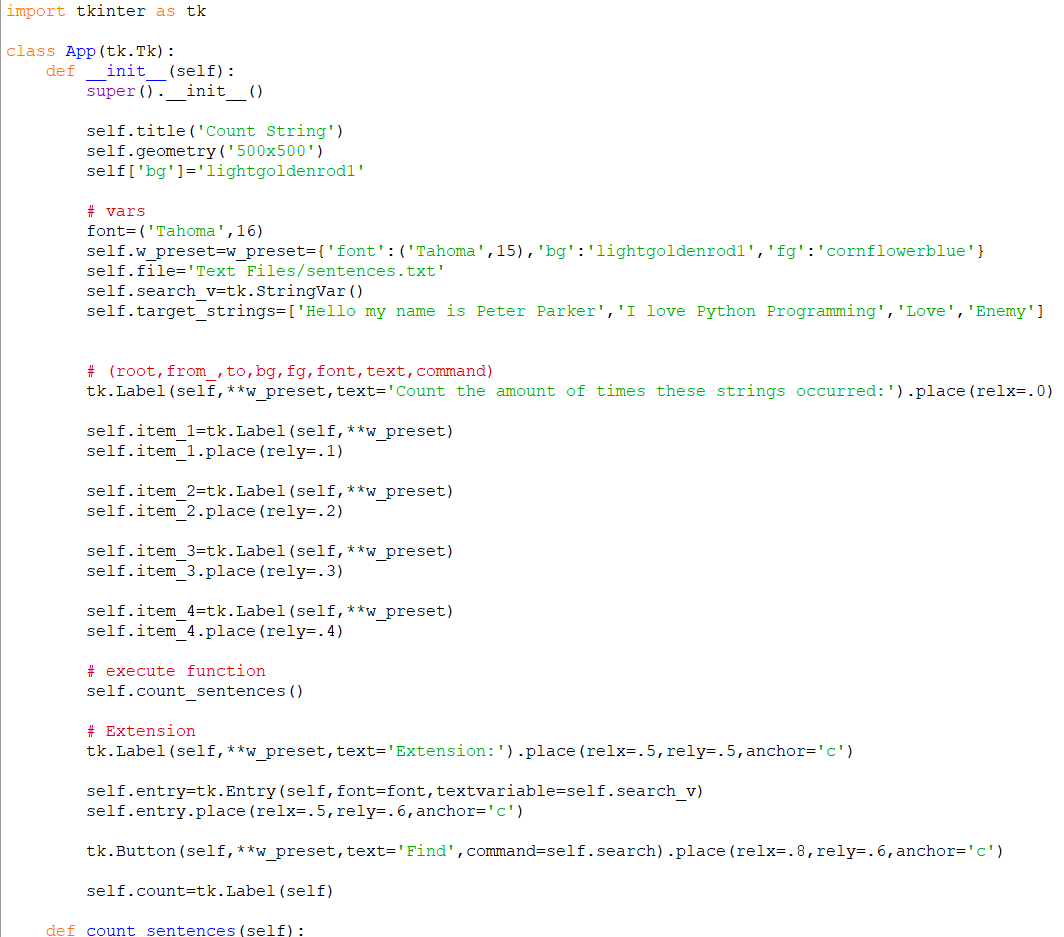 import tkinter as tk
class App(tk.Tk):
    def __init__(self):
        super().__init__()
        self.title('Count String')
        self.geometry('500x500')
        self['bg']='lightgoldenrod1'
        # vars
        font=('Tahoma',16)
        self.w_preset=w_preset={'font':('Tahoma',15),'bg':'lightgoldenrod1','fg':'cornflowerblue'}
        self.file='Text Files/sentences.txt'
        self.search_v=tk.StringVar()
        self.target_strings=['Hello my name is Peter Parker','I love Python Programming','Love','Enemy']
        # (root,from_,to,bg,fg,font,text,command)
        tk.Label(self,**w_preset,text='Count the amount of times these strings occurred:').place(relx=.0)
        self.item_1=tk.Label(self,**w_preset)
        self.item_1.place(rely=.1)
        self.item_2=tk.Label(self,**w_preset)
        self.item_2.place(rely=.2)
        self.item_3=tk.Label(self,**w_preset)
        self.item_3.place(rely=.3)
        self.item_4=tk.Label(self,**w_preset)
        self.item_4.place(rely=.4)
        # execute function
        self.count_sentences()
        # Extension
        tk.Label(self,**w_preset,text='Extension:').place(relx=.5,rely=.5,anchor='c')
        self.entry=tk.Entry(self,font=font,textvariable=self.search_v)
        self.entry.place(relx=.5,rely=.6,anchor='c')
        tk.Button(self,**w_preset,text='Find',command=self.search).place(relx=.8,rely=.6,anchor='c')
        self.count=tk.Label(self)
    def count_sentences(self):